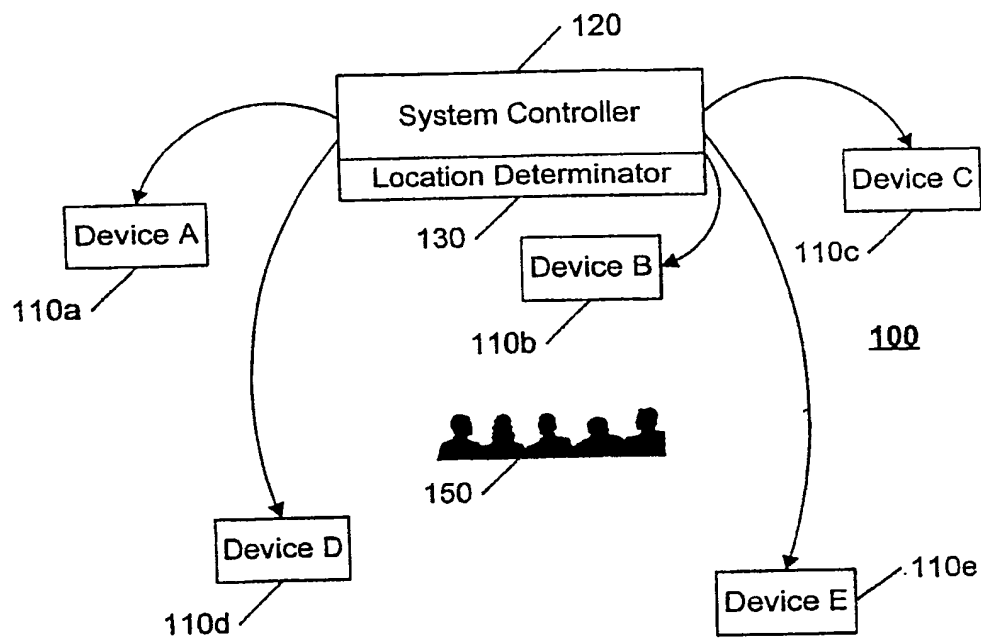 120
System Controller
Location Determinator
130
Device A
110a
Device B
110b
Device C
110c
100
150
Device D
110d
Device E
110e